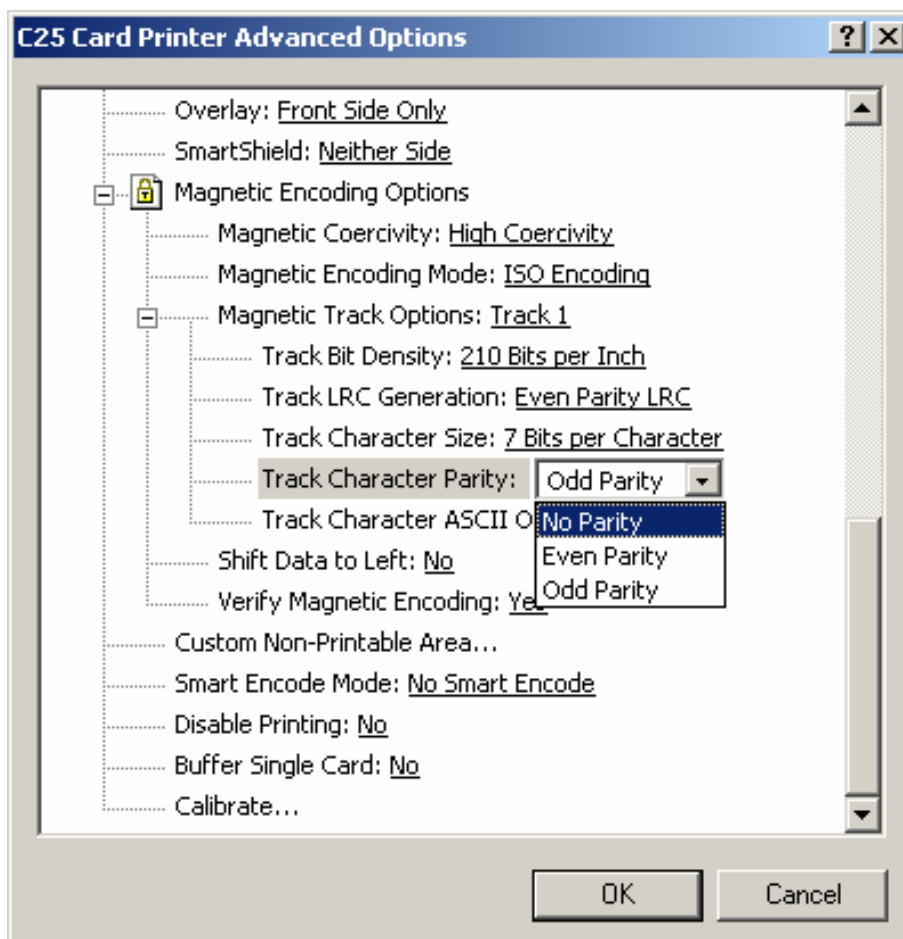 C25 Card Printer Advanced Options
Overlay: Front Side Only
SmartShield: Neither Side
Magnetic Encoding Options
Magnetic Coercivity: High Coercivity
Magnetic Encoding Mode: ISO Encoding
Magnetic Track Options: Track 1
Track Bit Density: 210 Bits per Inch
Track LRC Generation: Even Parity LRC
Track Character Size: 7 Bits per Character
Track Character Parity: Odd Parity
Track Character ASCII O
No Parity
Even Parity
Odd Parity
Shift Data to Left: No
Verify Magnetic Encoding: Yes
Custom Non-Printable Area...
Smart Encode Mode: No Smart Encode
Disable Printing: No
Buffer Single Card: No
Calibrate...
OK Cancel